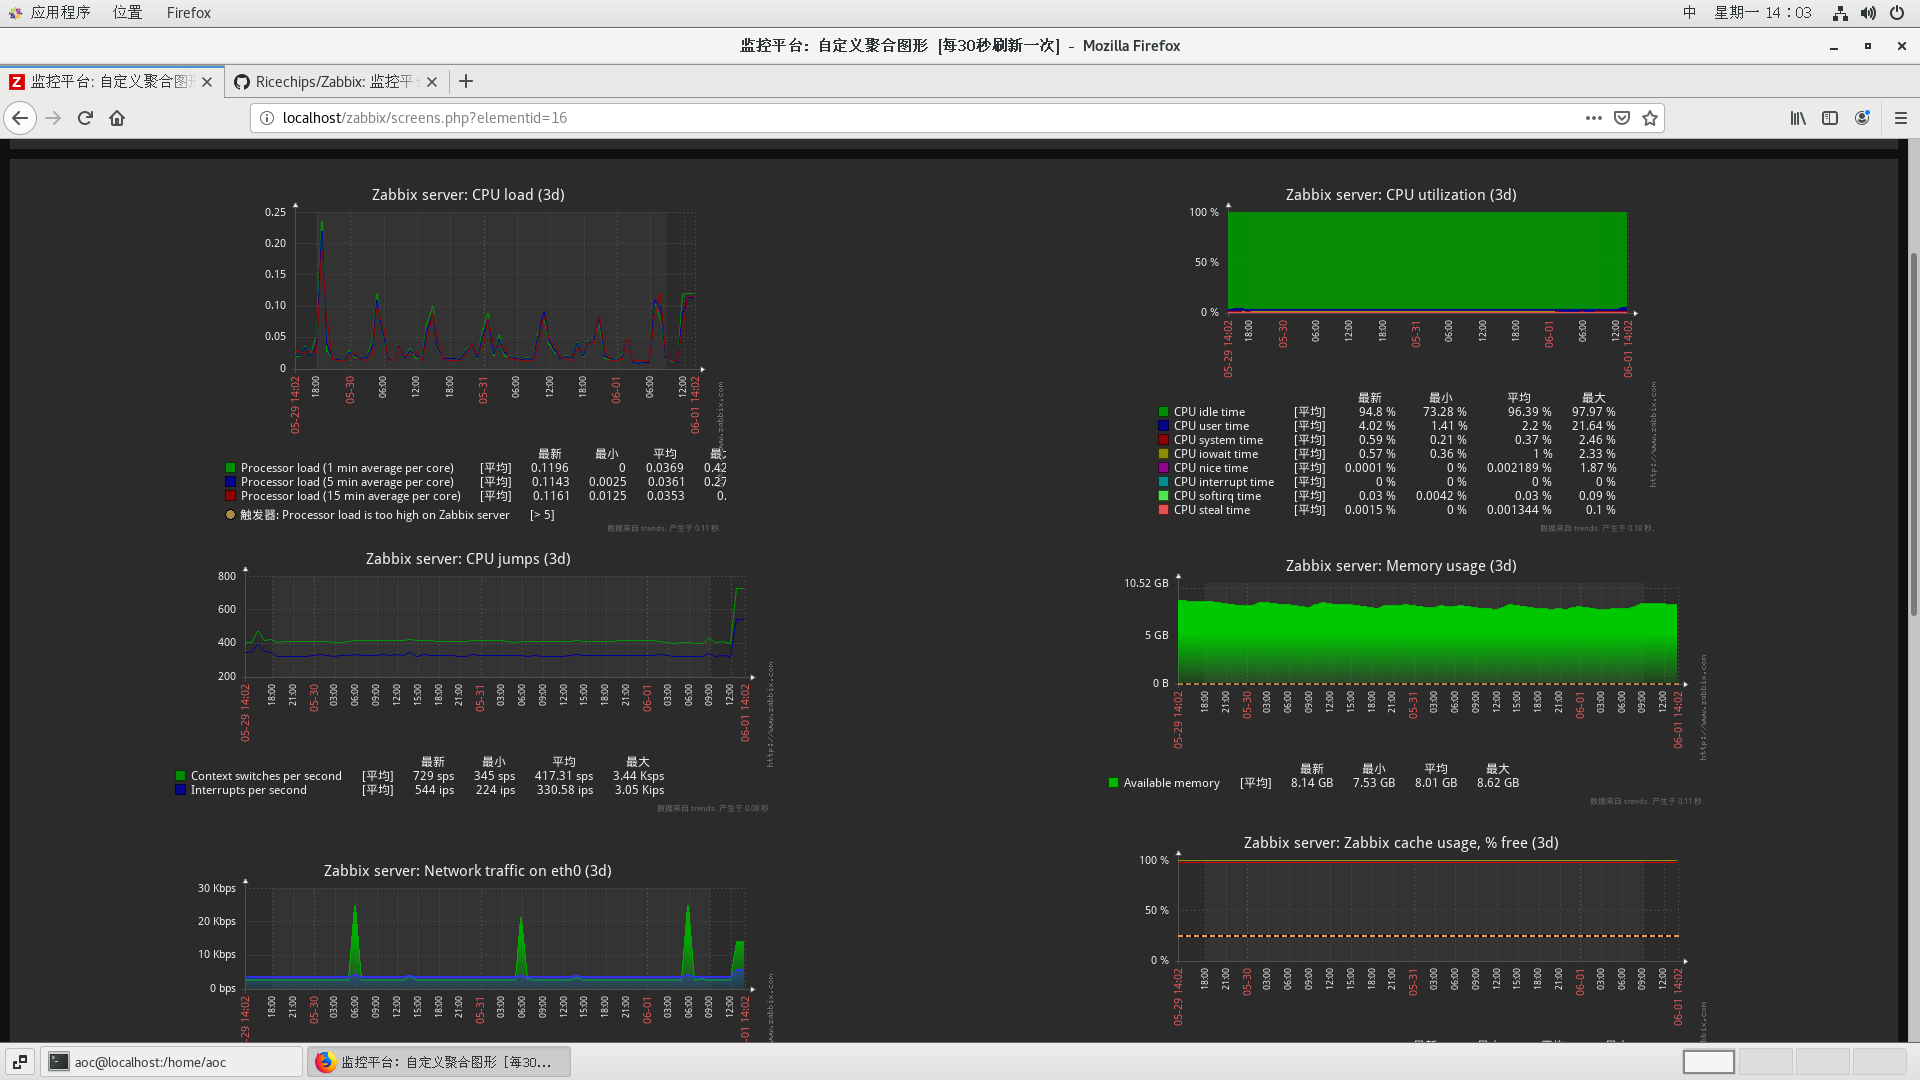 应用程序 位置 Firefox 中 星期一 14：03
监控平台: 自定义聚合图形 [每30秒刷新一次] - Mozilla Firefox
监控平台: 自定义聚合图形 Ricechips/Zabbix: 监控平
localhost/zabbix/screens.php?elementid=16
Zabbix server: CPU load (3d)
0.25
0.20
0.15
0.10
0.05
0
05-29 14:02 18:00 05-30 06:00 12:00 18:00 05-31 06:00 12:00 18:00 06-01 06:00 12:00 06-01 14:02
最新 最小 平均
Processor load (1 min average per core) [平均] 0.1196 0 0.0369 0.42
Processor load (5 min average per core) [平均] 0.1143 0.0025 0.0361 0.27
Processor load (15 min average per core) [平均] 0.1161 0.0125 0.0353 0.
触发器: Processor load is too high on Zabbix server [> 5]
数据来自 trends. 产生于 0.11 秒.
Zabbix server: CPU utilization (3d)
100 %
50 %
0 %
05-29 14:02 18:00 05-30 06:00 12:00 18:00 05-31 06:00 12:00 18:00 06-01 06:00 12:00 06-01 14:02
最新 最小 平均 最大
CPU idle time [平均] 94.8 % 73.28 % 96.39 % 97.97 %
CPU user time [平均] 4.02 % 1.41 % 2.2 % 21.64 %
CPU system time [平均] 0.59 % 0.21 % 0.37 % 2.46 %
CPU iowait time [平均] 0.57 % 0.36 % 1 % 2.33 %
CPU nice time [平均] 0.0001 % 0 % 0.002189 % 1.87 %
CPU interrupt time [平均] 0 % 0 % 0 % 0 %
CPU softirq time [平均] 0.03 % 0.0042 % 0.03 % 0.09 %
CPU steal time [平均] 0.0015 % 0 % 0.001344 % 0.1 %
http://www.zabbix.com
数据来自 trends. 产生于 0.18 秒.
Zabbix server: CPU jumps (3d)
800
600
400
200
05-29 14:02 18:00 21:00 05-30 03:00 06:00 09:00 12:00 15:00 18:00 21:00 05-31 03:00 06:00 09:00 12:00 15:00 18:00 21:00 06-01 03:00 06:00 09:00 12:00 06-01 14:02
最新 最小 平均 最大
Context switches per second [平均] 729 sps 345 sps 417.31 sps 3.44 Ksps
Interrupts per second [平均] 544 ips 224 ips 330.58 ips 3.05 Kips
http://www.zabbix.com
数据来自 trends. 产生于 0.08 秒.
Zabbix server: Memory usage (3d)
10.52 GB
5 GB
0 B
05-29 14:02 18:00 21:00 05-30 03:00 06:00 09:00 12:00 15:00 18:00 21:00 05-31 03:00 06:00 09:00 12:00 15:00 18:00 21:00 06-01 03:00 06:00 09:00 12:00 06-01 14:02
最新 最小 平均 最大
Available memory [平均] 8.14 GB 7.53 GB 8.01 GB 8.62 GB
http://www.zabbix.com
数据来自 trends. 产生于 0.11 秒.
Zabbix server: Network traffic on eth0 (3d)
30 Kbps
20 Kbps
10 Kbps
0 bps
-29 14:02 18:00 21:00 05-30 03:00 06:00 09:00 12:00 15:00 18:00 21:00 05-31 03:00 06:00 09:00 12:00 15:00 18:00 21:00 06-01 03:00 06:00 09:00 12:00 -01 14:02
Zabbix server: Zabbix cache usage, % free (3d)
100 %
50 %
0 %
05-29 14:02 18:00 21:00 05-30 03:00 06:00 09:00 12:00 15:00 18:00 21:00 05-31 03:00 06:00 09:00 12:00 15:00 18:00 21:00 06-01 03:00 06:00 09:00 12:00 06-01 14:02
aoc@localhost:/home/aoc 监控平台: 自定义聚合图形 [每30...